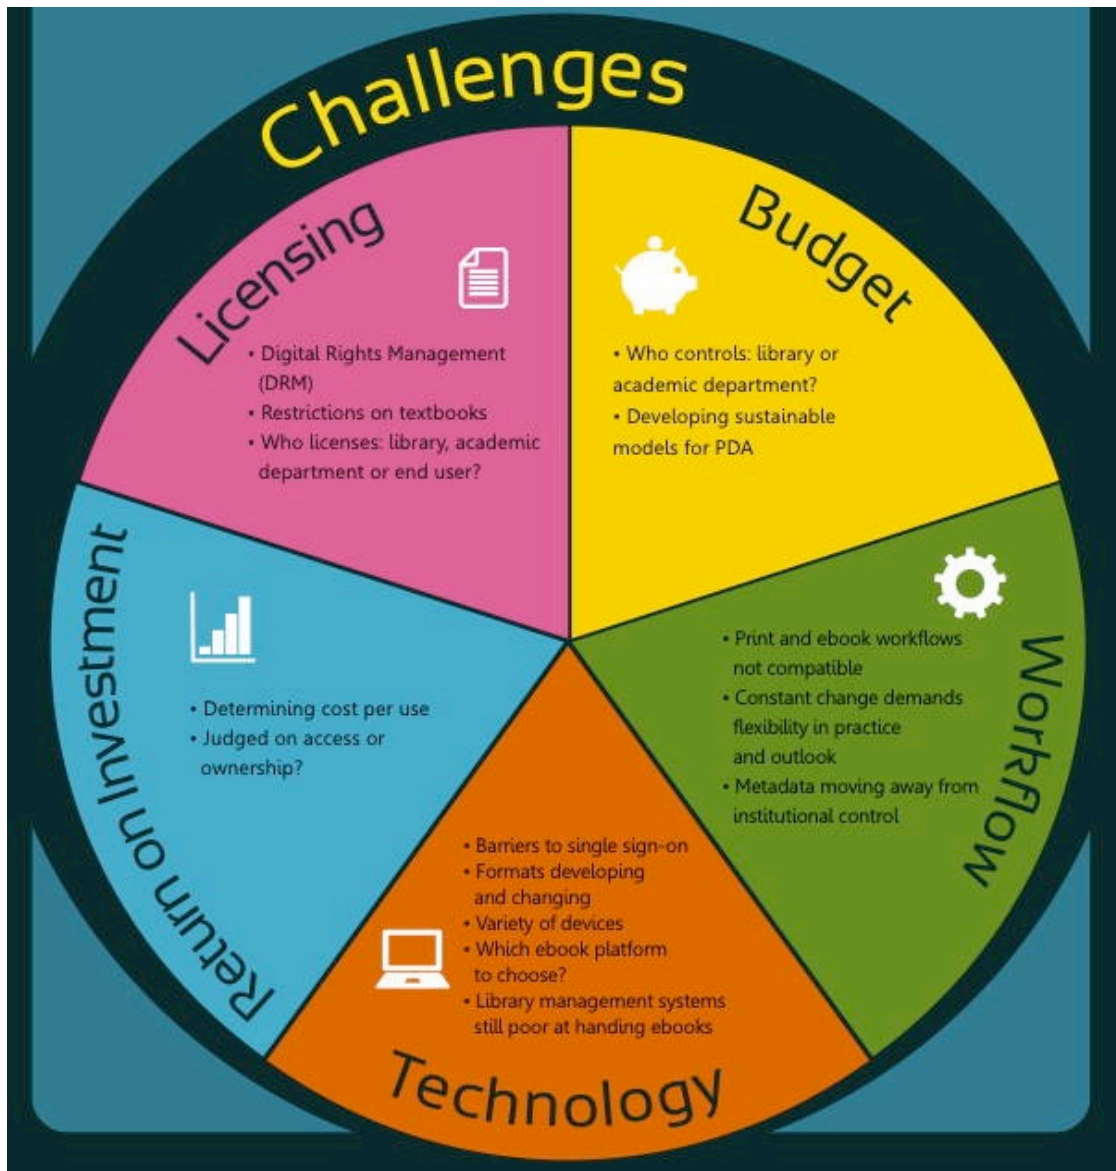 Challenges
Licensing
• Digital Rights Management
(DRM)
• Restrictions on textbooks
• Who licenses: library, academic
department or end user?
Budget
• Who controls: library or
academic department?
• Developing sustainable
models for PDA
Workflow
• Print and ebook workflows
not compatible
• Constant change demands
flexibility in practice
and outlook
• Metadata moving away from
institutional control
Technology
• Barriers to single sign-on
• Formats developing
and changing
• Variety of devices
• Which ebook platform
to choose?
• Library management systems
still poor at handing ebooks
Return on Investment
• Determining cost per use
• Judged on access or
ownership?